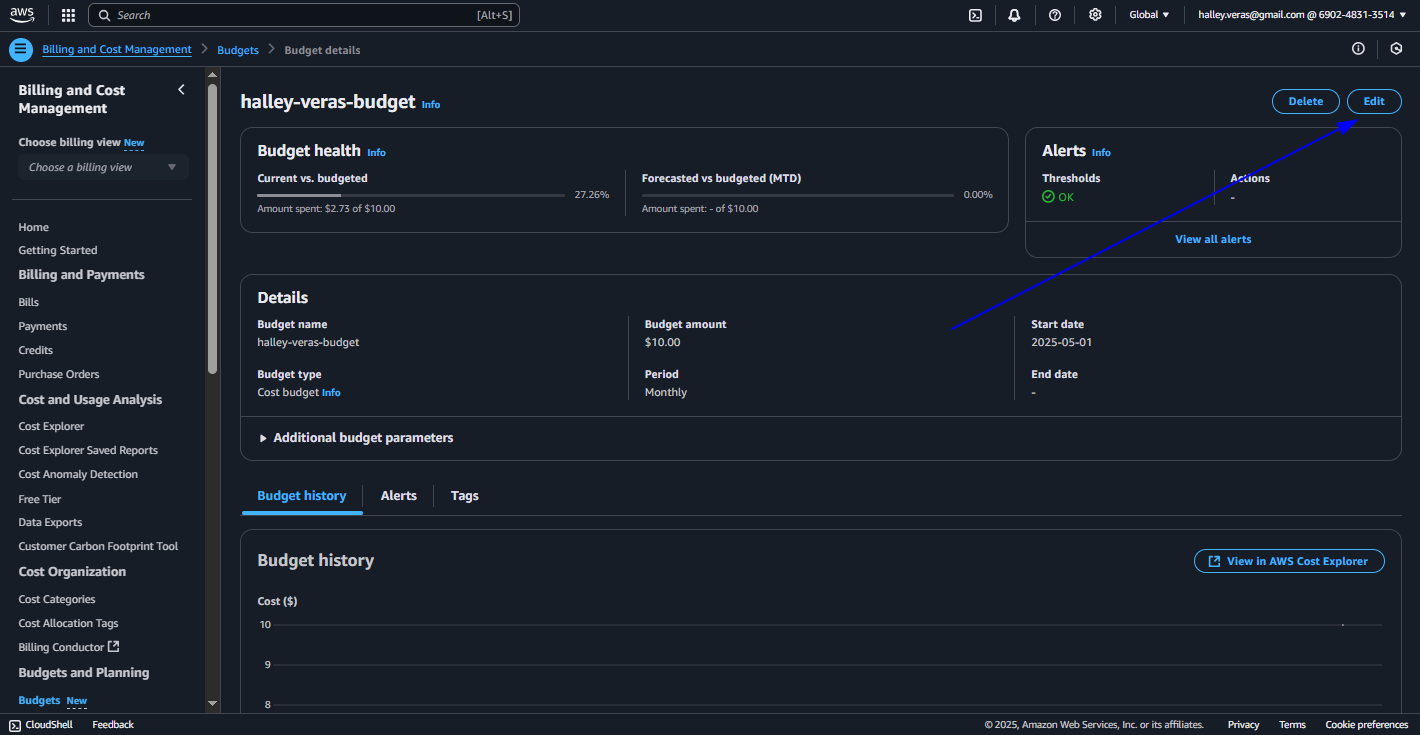 aws
Search [Alt+S]
Global
halley.veras@gmail.com @ 6902-4831-3514
Billing and Cost Management
Budgets
Budget details
Billing and Cost
Management
Choose billing view New
Choose a billing view
Home
Getting Started
Billing and Payments
Bills
Payments
Credits
Purchase Orders
Cost and Usage Analysis
Cost Explorer
Cost Explorer Saved Reports
Cost Anomaly Detection
Free Tier
Data Exports
Customer Carbon Footprint Tool
Cost Organization
Cost Categories
Cost Allocation Tags
Billing Conductor
Budgets and Planning
Budgets New
halley-veras-budget Info
Delete
Edit
Budget health Info
Current vs. budgeted
27.26%
Amount spent: $2.73 of $10.00
Forecasted vs budgeted (MTD)
0.00%
Amount spent: - of $10.00
Alerts Info
Thresholds
OK
Actions
-
View all alerts
Details
Budget name
halley-veras-budget
Budget type
Cost budget Info
Budget amount
$10.00
Period
Monthly
Start date
2025-05-01
End date
-
Additional budget parameters
Budget history
Alerts
Tags
Budget history
View in AWS Cost Explorer
Cost ($)
10
9
8
CloudShell
Feedback
© 2025, Amazon Web Services, Inc. or its affiliates.
Privacy
Terms
Cookie preferences